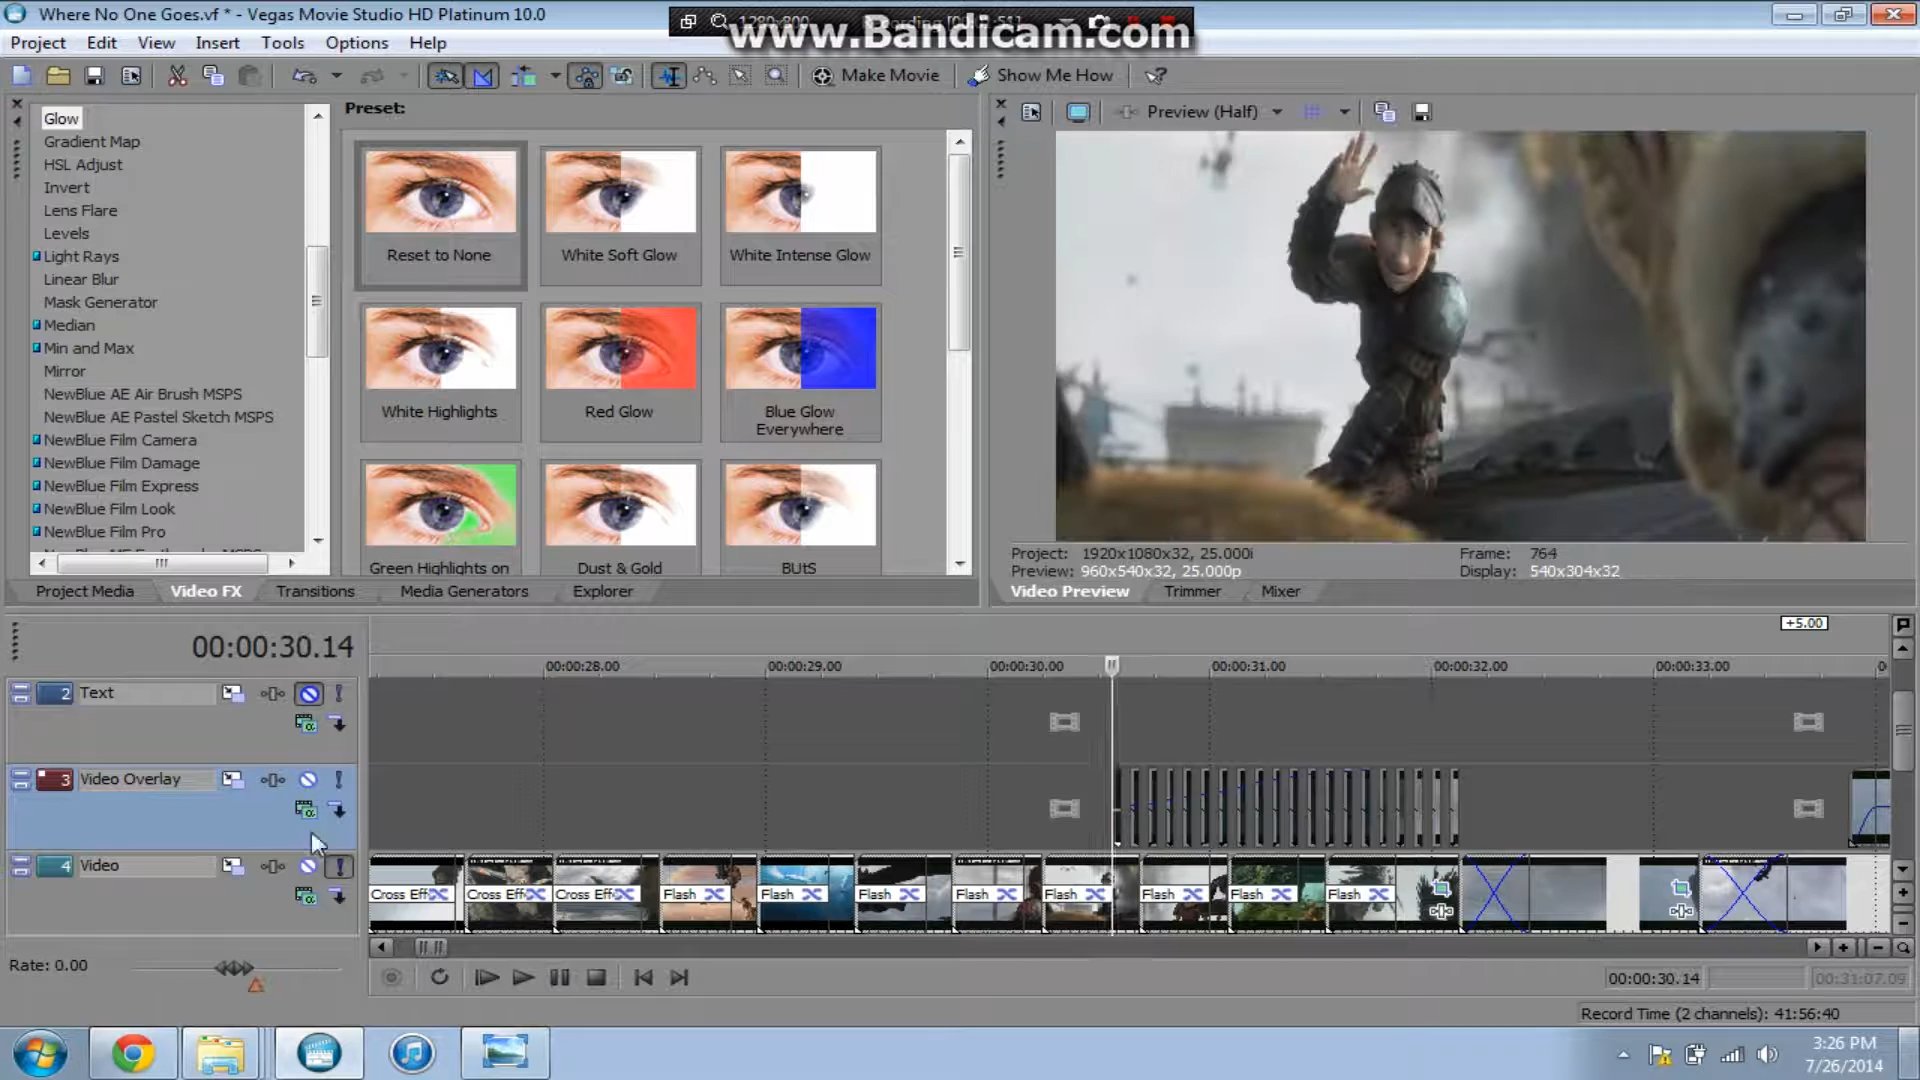 Where No One Goes.vf * - Vegas Movie Studio HD Platinum 10.0
www.Bandicam.com
Project Edit View Insert Tools Options Help
Make Movie Show Me How
Glow
Gradient Map
HSL Adjust
Invert
Lens Flare
Levels
Light Rays
Linear Blur
Mask Generator
Median
Min and Max
Mirror
NewBlue AE Air Brush MSPS
NewBlue AE Pastel Sketch MSPS
NewBlue Film Camera
NewBlue Film Damage
NewBlue Film Express
NewBlue Film Look
NewBlue Film Pro
Preset:
Reset to None White Soft Glow White Intense Glow
White Highlights Red Glow Blue Glow
Everywhere
Green Highlights on Dust & Gold BUtS
Preview (Half)
Project: 1920x1080x32, 25.000i Frame: 764
Preview: 960x540x32, 25.000p Display: 540x304x32
Project Media Video FX Transitions Media Generators Explorer
Video Preview Trimmer Mixer
+5.00
00:00:30.14
00:00:28.00 00:00:29.00 00:00:30.00 00:00:31.00 00:00:32.00 00:00:33.00
2 Text
3 Video Overlay
4 Video
Cross Eff Cross Eff Cross Eff Flash Flash Flash Flash Flash Flash Flash Flash
Rate: 0.00
00:00:30.14 00:31:07.09
Record Time (2 channels): 41:56:40
3:26 PM
7/26/2014